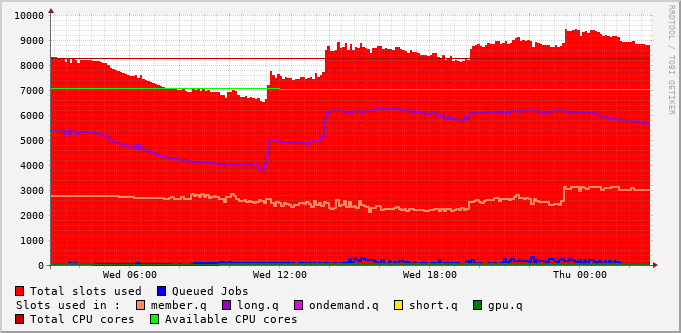 10000
9000
8000
7000
6000
5000
4000
3000
2000
1000
0
Wed 06:00 Wed 12:00 Wed 18:00 Thu 00:00
RRDTOOL / TOBI OETIKER
Total slots used Queued Jobs
Slots used in : member.q long.q ondemand.q short.q gpu.q
Total CPU cores Available CPU cores